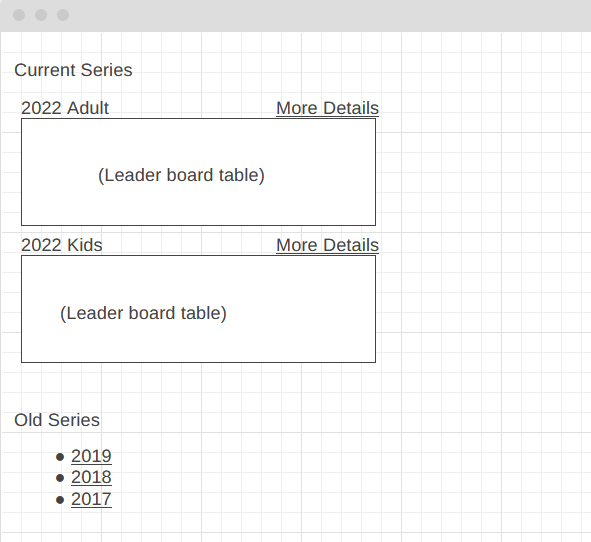 Current Series
2022 Adult More Details
(Leader board table)
2022 Kids More Details
(Leader board table)
Old Series
2019
2018
2017